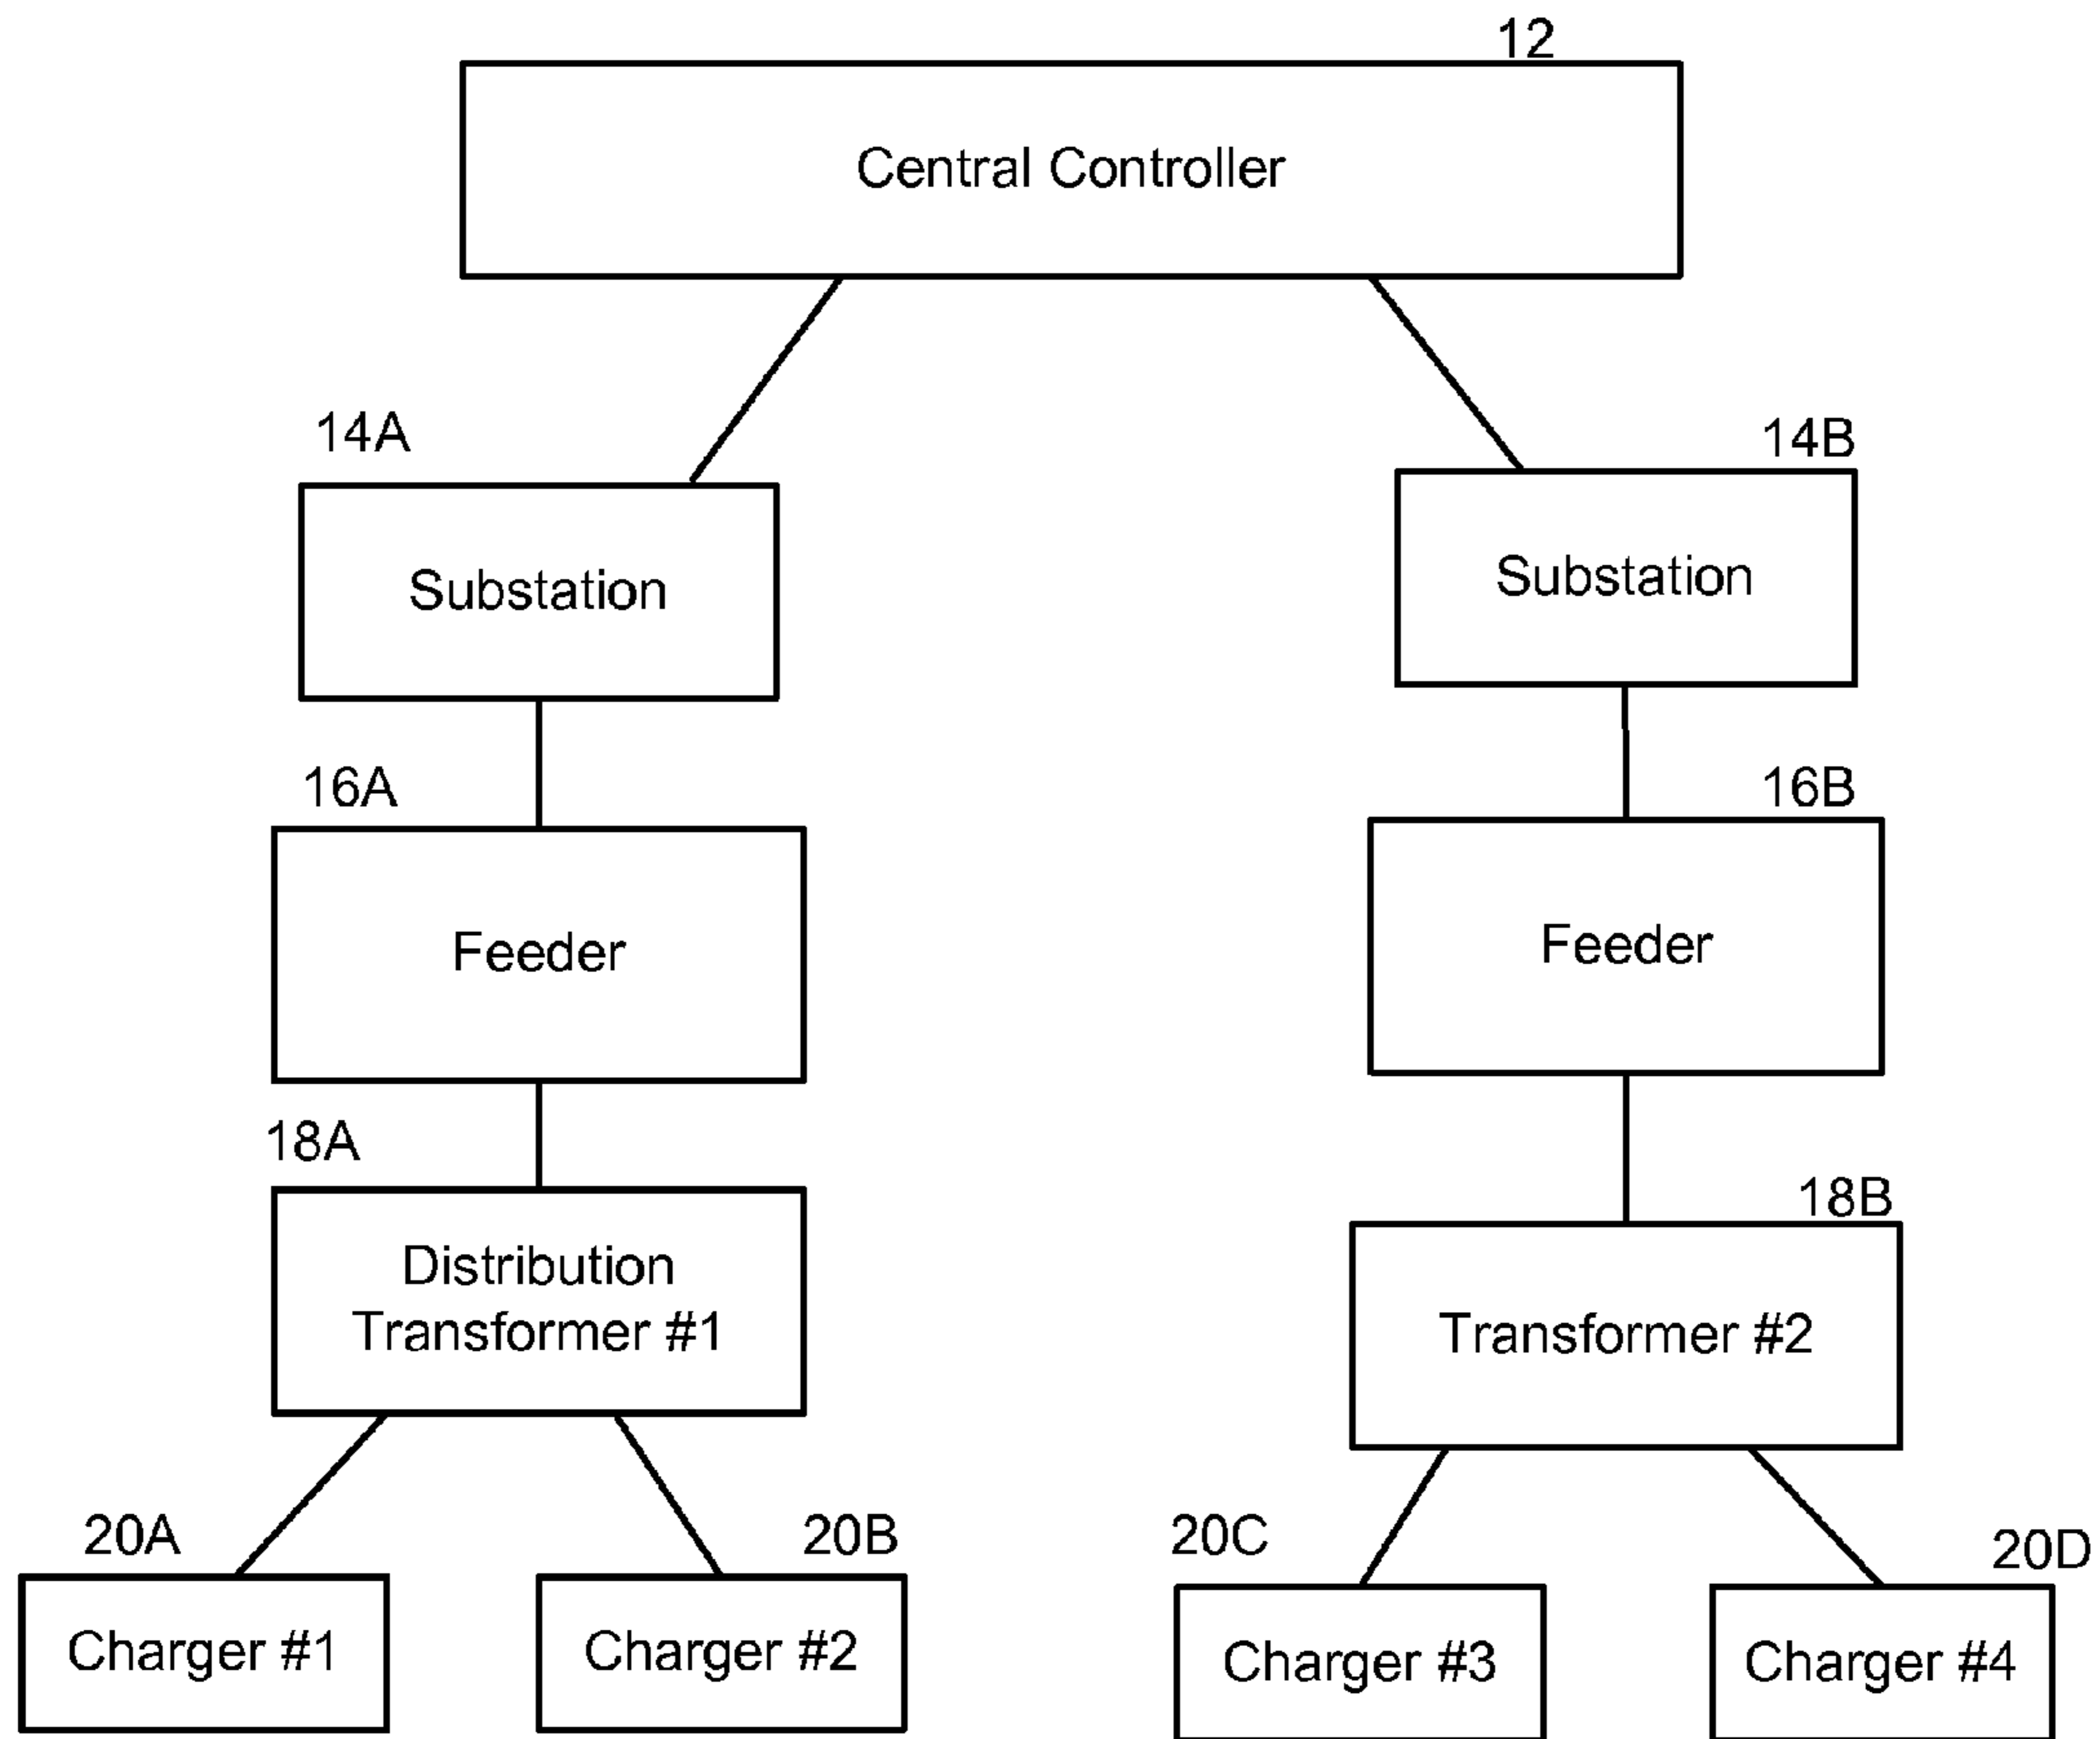 12
Central Controller
14A
14B
Substation
Substation
16A
16B
Feeder
Feeder
18A
18B
Distribution
Transformer #1
Transformer #2
20A
20B
20C
20D
Charger #1
Charger #2
Charger #3
Charger #4